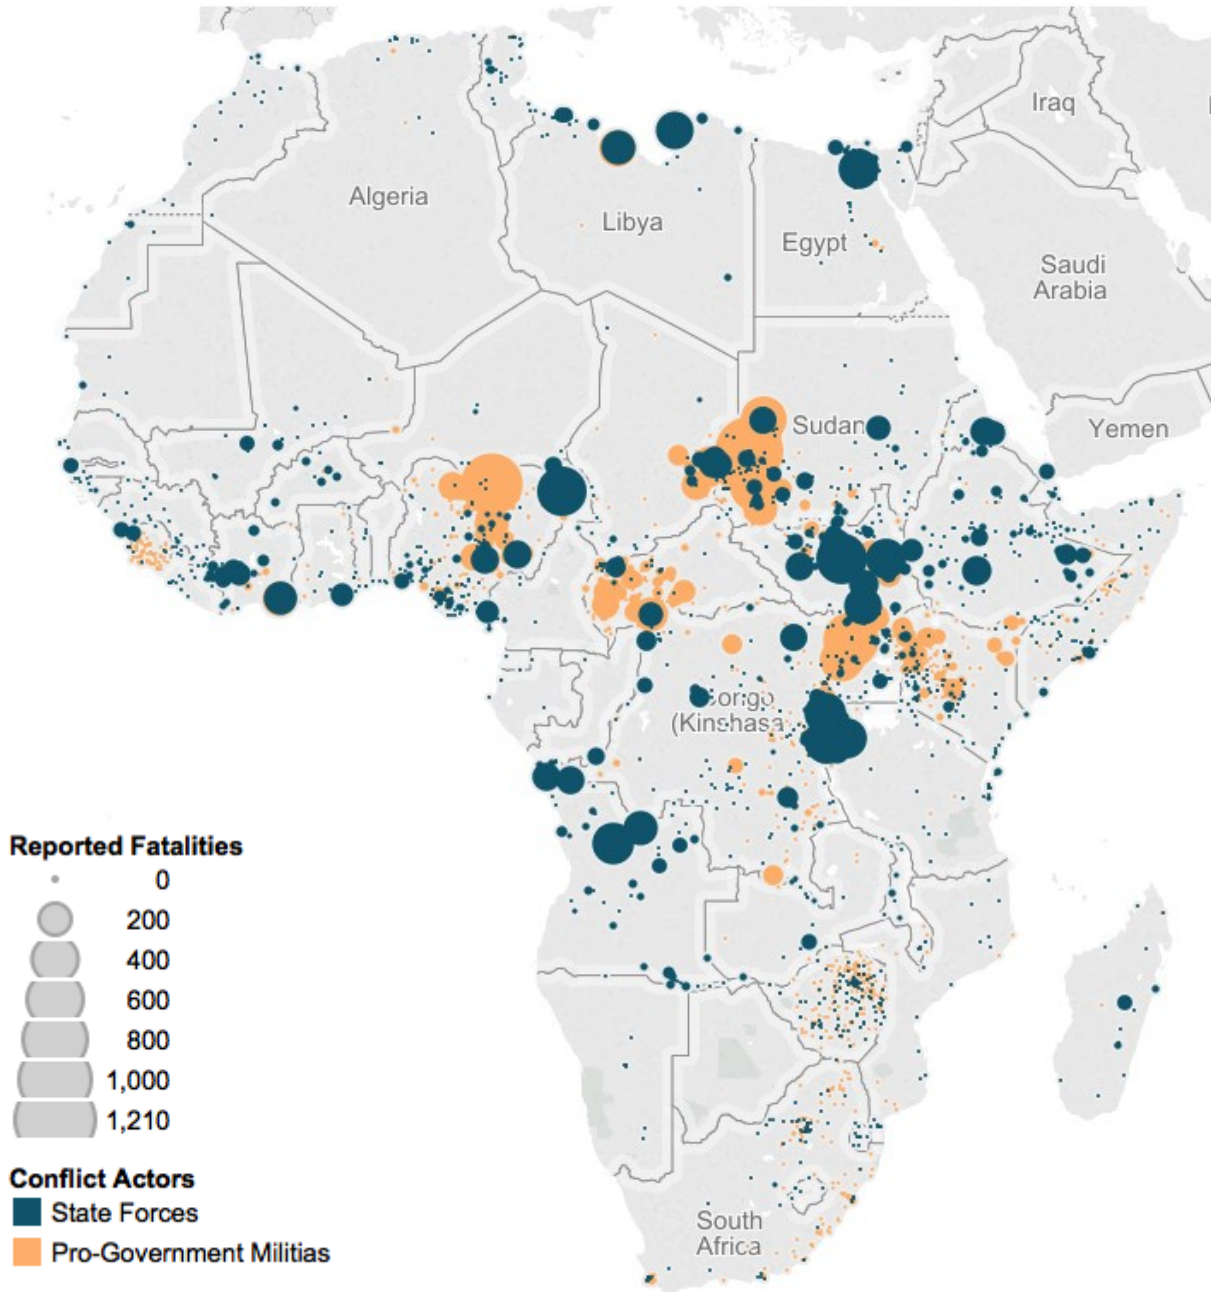 Iraq
Algeria
Libya
Egypt
Saudi
Arabia
Sudan
Yemen
Congo
(Kinshasa
Reported Fatalities
0
200
400
600
800
1,000
1,210
Conflict Actors
State Forces
Pro-Government Militias
South
Africa